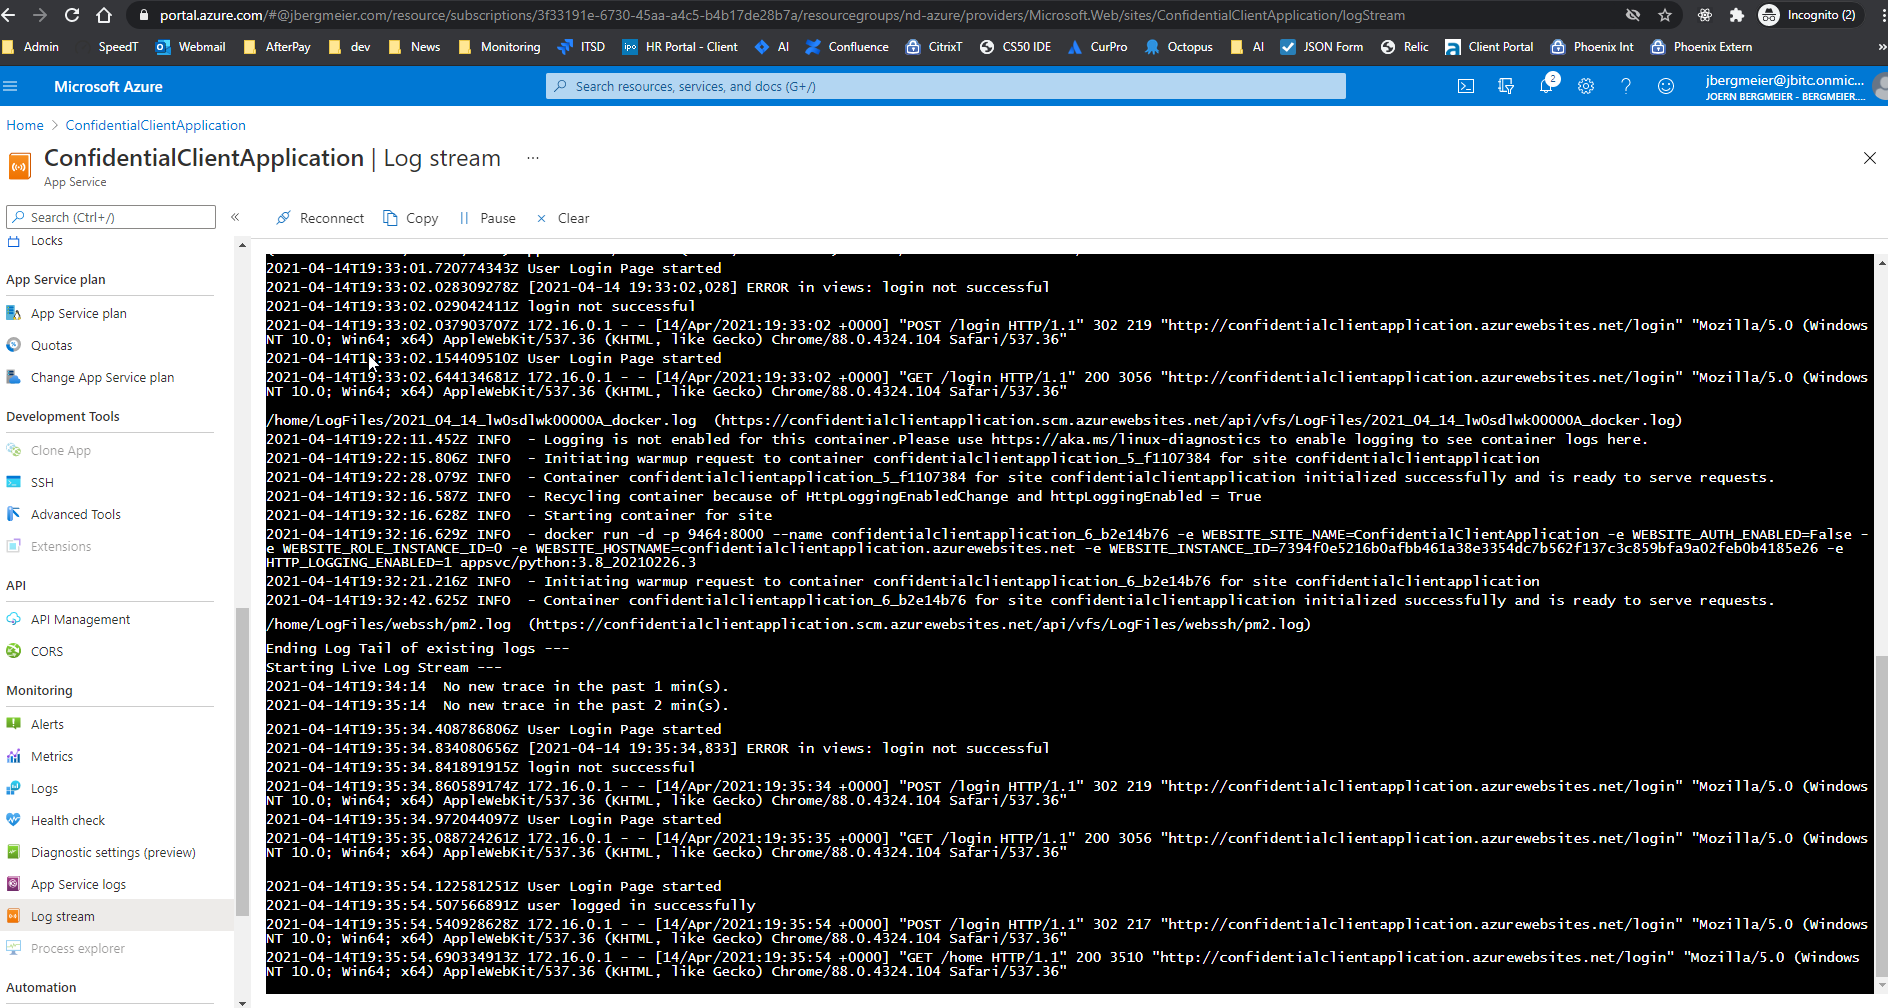 portal.azure.com/#@jbergmeier.com/resource/subscriptions/3f33191e-6730-45aa-a4c5-b4b17de28b7a/resourcegroups/nd-azure/providers/Microsoft.Web/sites/ConfidentialClientApplication/logStream
Incognito (2)
Admin SpeedT Webmail AfterPay dev News Monitoring ITSD HR Portal - Client AI Confluence CitrixT CS50 IDE CurPro Octopus AI JSON Form Relic Client Portal Phoenix Int Phoenix Extern »
Microsoft Azure
Search resources, services, and docs (G+/)
2
jbergmeier@jbitc.onmic...
JOERN BERGMEIER - BERGMEIER....
Home > ConfidentialClientApplication
ConfidentialClientApplication | Log stream ...
App Service
Search (Ctrl+/) «
Locks
App Service plan
App Service plan
Quotas
Change App Service plan
Development Tools
Clone App
SSH
Advanced Tools
Extensions
API
API Management
CORS
Monitoring
Alerts
Metrics
Logs
Health check
Diagnostic settings (preview)
App Service logs
Log stream
Process explorer
Automation
Reconnect Copy Pause Clear
2021-04-14T19:33:01.720774343Z User Login Page started
2021-04-14T19:33:02.028309278Z [2021-04-14 19:33:02,028] ERROR in views: login not successful
2021-04-14T19:33:02.029042411Z login not successful
2021-04-14T19:33:02.037903707Z 172.16.0.1 - - [14/Apr/2021:19:33:02 +0000] "POST /login HTTP/1.1" 302 219 "http://confidentialclientapplication.azurewebsites.net/login" "Mozilla/5.0 (Windows
NT 10.0; Win64; x64) AppleWebKit/537.36 (KHTML, like Gecko) Chrome/88.0.4324.104 Safari/537.36"
2021-04-14T19:33:02.154409510Z User Login Page started
2021-04-14T19:33:02.644134681Z 172.16.0.1 - - [14/Apr/2021:19:33:02 +0000] "GET /login HTTP/1.1" 200 3056 "http://confidentialclientapplication.azurewebsites.net/login" "Mozilla/5.0 (Windows
NT 10.0; Win64; x64) AppleWebKit/537.36 (KHTML, like Gecko) Chrome/88.0.4324.104 Safari/537.36"
/home/LogFiles/2021_04_14_lw0sdlwk00000A_docker.log (https://confidentialclientapplication.scm.azurewebsites.net/api/vfs/LogFiles/2021_04_14_lw0sdlwk00000A_docker.log)
2021-04-14T19:22:11.452Z INFO - Logging is not enabled for this container.Please use https://aka.ms/linux-diagnostics to enable logging to see container logs here.
2021-04-14T19:22:15.806Z INFO - Initiating warmup request to container confidentialclientapplication_5_f1107384 for site confidentialclientapplication
2021-04-14T19:22:28.079Z INFO - Container confidentialclientapplication_5_f1107384 for site confidentialclientapplication initialized successfully and is ready to serve requests.
2021-04-14T19:32:16.587Z INFO - Recycling container because of HttpLoggingEnabledChange and httpLoggingEnabled = True
2021-04-14T19:32:16.628Z INFO - Starting container for site
2021-04-14T19:32:16.629Z INFO - docker run -d -p 9464:8000 --name confidentialclientapplication_6_b2e14b76 -e WEBSITE_SITE_NAME=ConfidentialClientApplication -e WEBSITE_AUTH_ENABLED=False -
e WEBSITE_ROLE_INSTANCE_ID=0 -e WEBSITE_HOSTNAME=confidentialclientapplication.azurewebsites.net -e WEBSITE_INSTANCE_ID=7394f0e5216b0afbb461a38e3354dc7b562f137c3c859bfa9a02feb0b4185e26 -e
HTTP_LOGGING_ENABLED=1 appsvc/python:3.8_20210226.3
2021-04-14T19:32:21.216Z INFO - Initiating warmup request to container confidentialclientapplication_6_b2e14b76 for site confidentialclientapplication
2021-04-14T19:32:42.625Z INFO - Container confidentialclientapplication_6_b2e14b76 for site confidentialclientapplication initialized successfully and is ready to serve requests.
/home/LogFiles/webssh/pm2.log (https://confidentialclientapplication.scm.azurewebsites.net/api/vfs/LogFiles/webssh/pm2.log)
Ending Log Tail of existing logs ---
Starting Live Log Stream ---
2021-04-14T19:34:14 No new trace in the past 1 min(s).
2021-04-14T19:35:14 No new trace in the past 2 min(s).
2021-04-14T19:35:34.408786806Z User Login Page started
2021-04-14T19:35:34.834080656Z [2021-04-14 19:35:34,833] ERROR in views: login not successful
2021-04-14T19:35:34.841891915Z login not successful
2021-04-14T19:35:34.860589174Z 172.16.0.1 - - [14/Apr/2021:19:35:34 +0000] "POST /login HTTP/1.1" 302 219 "http://confidentialclientapplication.azurewebsites.net/login" "Mozilla/5.0 (Windows
NT 10.0; Win64; x64) AppleWebKit/537.36 (KHTML, like Gecko) Chrome/88.0.4324.104 Safari/537.36"
2021-04-14T19:35:34.972044097Z User Login Page started
2021-04-14T19:35:35.088724261Z 172.16.0.1 - - [14/Apr/2021:19:35:35 +0000] "GET /login HTTP/1.1" 200 3056 "http://confidentialclientapplication.azurewebsites.net/login" "Mozilla/5.0 (Windows
NT 10.0; Win64; x64) AppleWebKit/537.36 (KHTML, like Gecko) Chrome/88.0.4324.104 Safari/537.36"
2021-04-14T19:35:54.122581251Z User Login Page started
2021-04-14T19:35:54.507566891Z user logged in successfully
2021-04-14T19:35:54.540928628Z 172.16.0.1 - - [14/Apr/2021:19:35:54 +0000] "POST /login HTTP/1.1" 302 217 "http://confidentialclientapplication.azurewebsites.net/login" "Mozilla/5.0 (Windows
NT 10.0; Win64; x64) AppleWebKit/537.36 (KHTML, like Gecko) Chrome/88.0.4324.104 Safari/537.36"
2021-04-14T19:35:54.690334913Z 172.16.0.1 - - [14/Apr/2021:19:35:54 +0000] "GET /home HTTP/1.1" 200 3510 "http://confidentialclientapplication.azurewebsites.net/login" "Mozilla/5.0 (Windows
NT 10.0; Win64; x64) AppleWebKit/537.36 (KHTML, like Gecko) Chrome/88.0.4324.104 Safari/537.36"